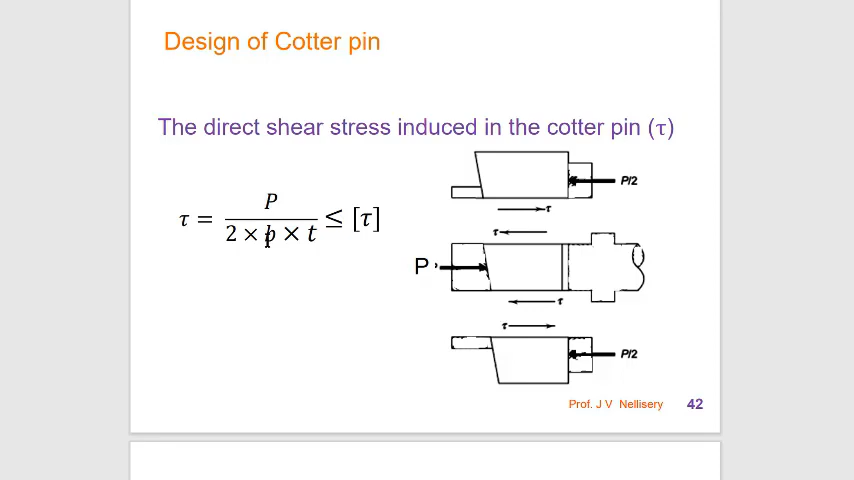 Design of Cotter pin
The direct shear stress induced in the cotter pin (τ)
τ = P / 2 × b × t ≤ [τ]
P/2
τ
τ
P
τ
τ
P/2
Prof. J V Nellisery 42